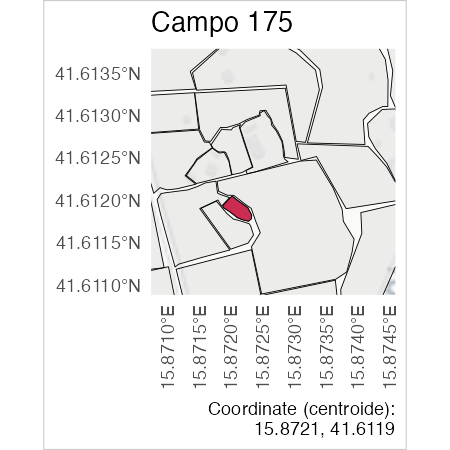 Campo 175
41.6135°N
41.6130°N
41.6125°N
41.6120°N
41.6115°N
41.6110°N
15.8710°E
15.8715°E
15.8720°E
15.8725°E
15.8730°E
15.8735°E
15.8740°E
15.8745°E
Coordinate (centroide):
15.8721, 41.6119